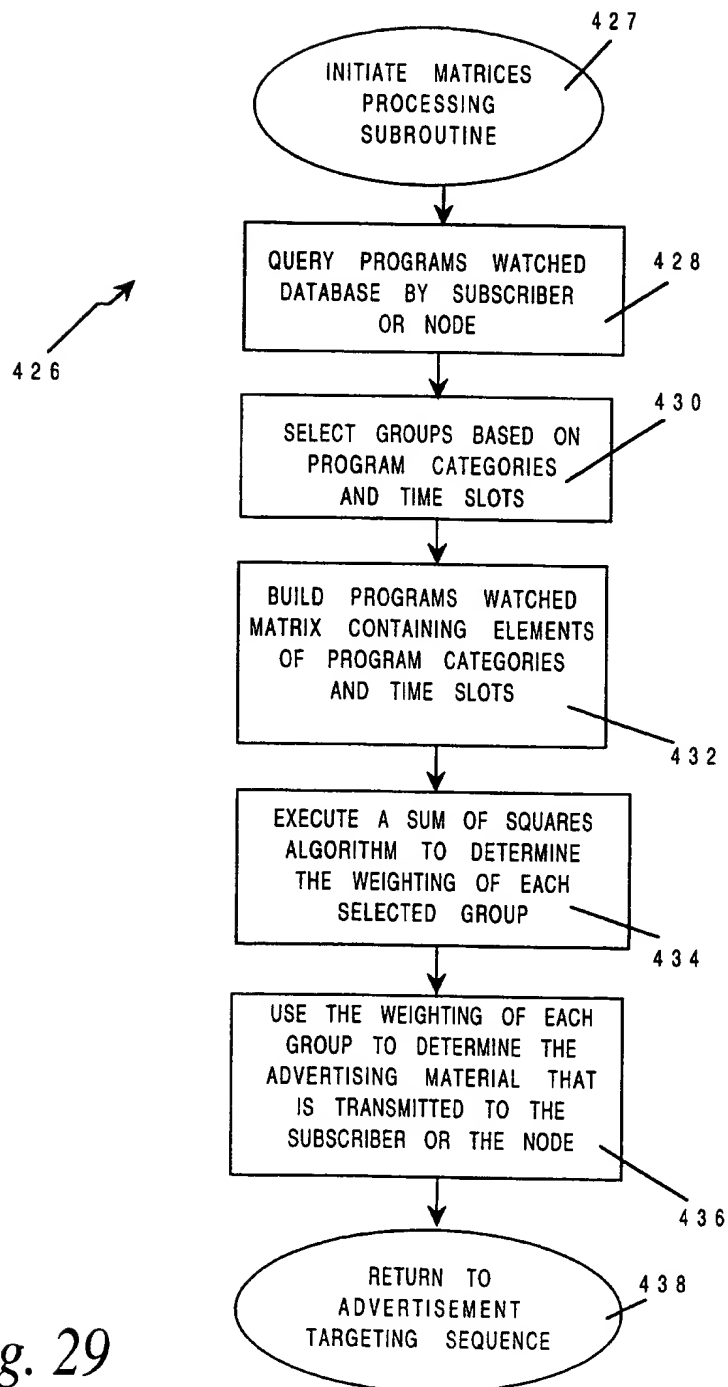 427
INITIATE MATRICES
PROCESSING
SUBROUTINE
QUERY PROGRAMS WATCHED
DATABASE BY SUBSCRIBER
OR NODE
428
426
430
SELECT GROUPS BASED ON
PROGRAM CATEGORIES
AND TIME SLOTS
BUILD PROGRAMS WATCHED
MATRIX CONTAINING ELEMENTS
OF PROGRAM CATEGORIES
AND TIME SLOTS
432
EXECUTE A SUM OF SQUARES
ALGORITHM TO DETERMINE
THE WEIGHTING OF EACH
SELECTED GROUP
434
USE THE WEIGHTING OF EACH
GROUP TO DETERMINE THE
ADVERTISING MATERIAL THAT
IS TRANSMITTED TO THE
SUBSCRIBER OR THE NODE
436
RETURN TO
ADVERTISEMENT
TARGETING SEQUENCE
438
g. 29